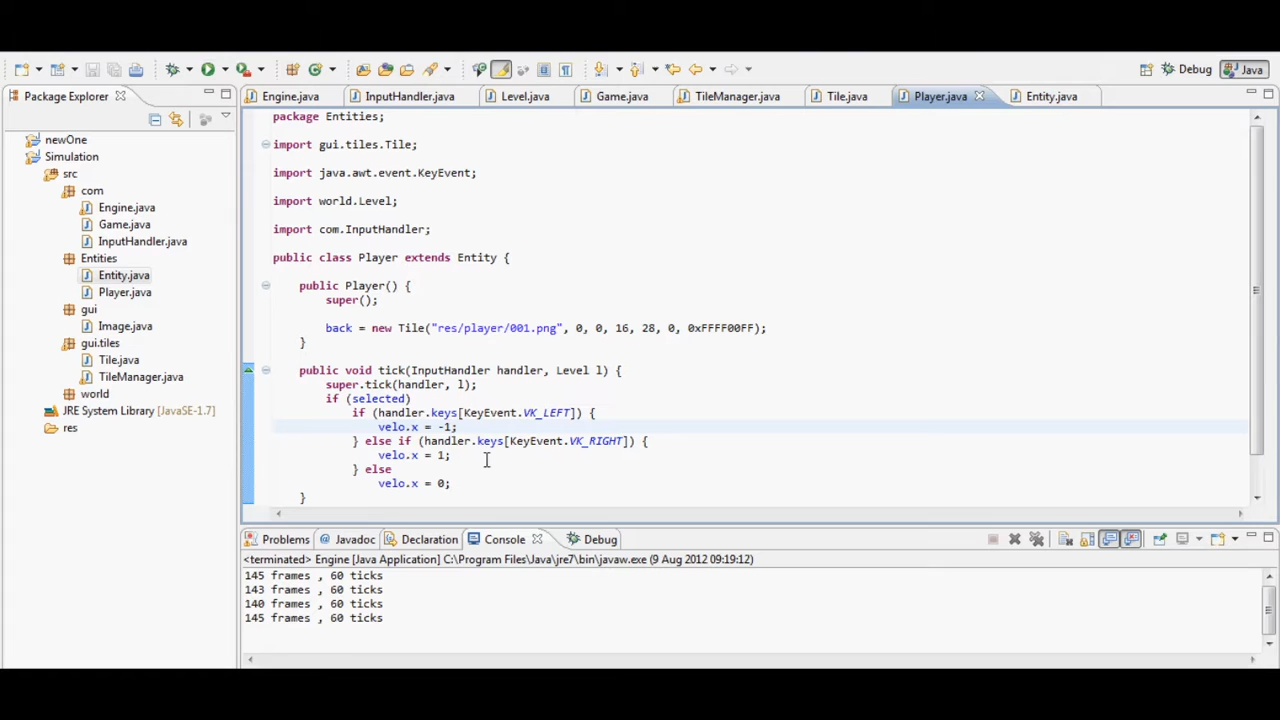 Debug
Java
Package Explorer
Engine.java
InputHandler.java
Level.java
Game.java
TileManager.java
Tile.java
Player.java
Entity.java
newOne
Simulation
src
com
Engine.java
Game.java
InputHandler.java
Entities
Entity.java
Player.java
gui
Image.java
gui.tiles
Tile.java
TileManager.java
world
JRE System Library [JavaSE-1.7]
res
package Entities;
import gui.tiles.Tile;
import java.awt.event.KeyEvent;
import world.Level;
import com.InputHandler;
public class Player extends Entity {
public Player() {
super();
back = new Tile("res/player/001.png", 0, 0, 16, 28, 0, 0xFFFF00FF);
}
public void tick(InputHandler handler, Level l) {
super.tick(handler, l);
if (selected)
if (handler.keys[KeyEvent.VK_LEFT]) {
velo.x = -1;
} else if (handler.keys[KeyEvent.VK_RIGHT]) {
velo.x = 1;
} else
velo.x = 0;
}
Problems
Javadoc
Declaration
Console
Debug
<terminated> Engine [Java Application] C:\Program Files\Java\jre7\bin\javaw.exe (9 Aug 2012 09:19:12)
145 frames , 60 ticks
143 frames , 60 ticks
140 frames , 60 ticks
145 frames , 60 ticks